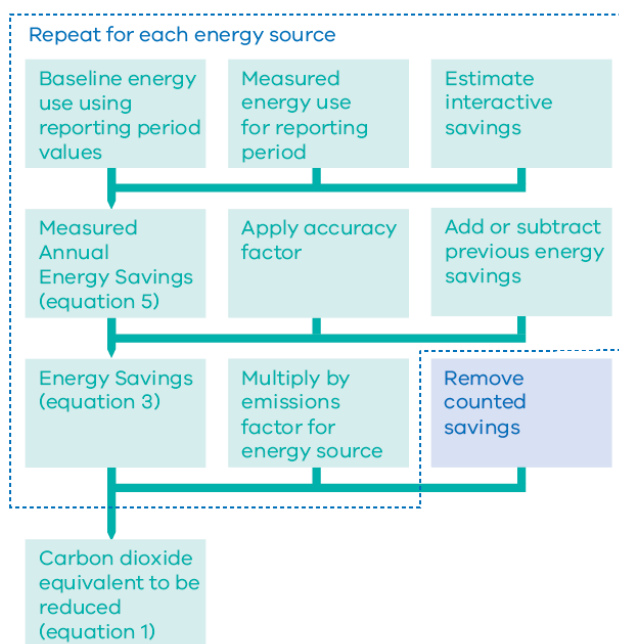 Repeat for each energy source
Baseline energy
use using
reporting period
values
Measured
energy use
for reporting
period
Estimate
interactive
savings
Measured
Annual
Energy Savings
(equation 5)
Apply accuracy
factor
Add or subtract
previous energy
savings
Energy Savings
(equation 3)
Multiply by
emissions
factor for
energy source
Remove
counted
savings
Carbon dioxide
equivalent to be
reduced
(equation 1)